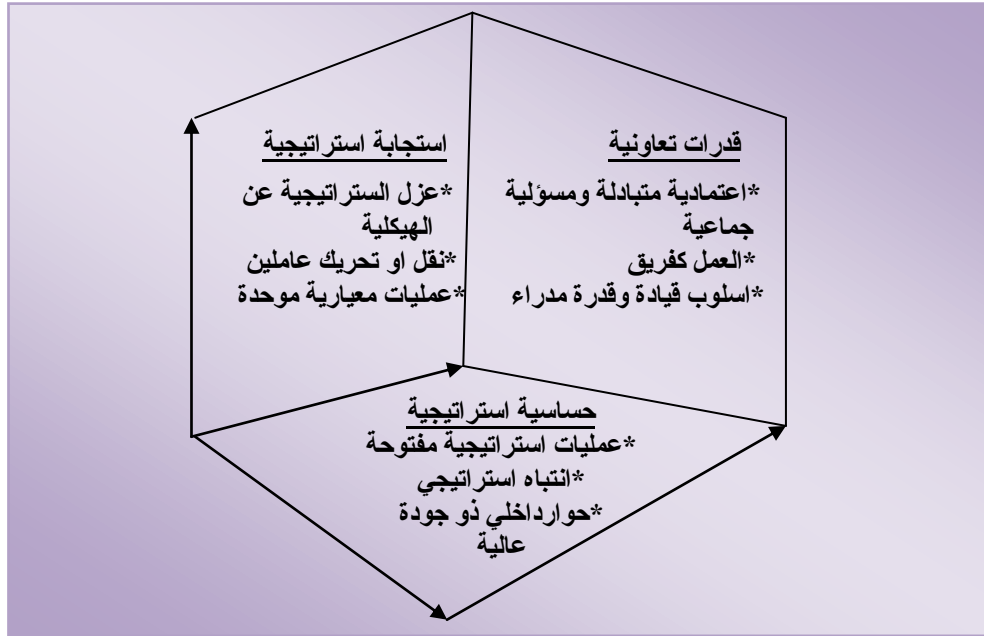 قدرات تعاونية
*اعتمادية متبادلة ومسؤلية
جماعية
*العمل كفريق
*اسلوب قيادة وقدرة مدراء
استجابة استراتيجية
*عزل الستراتيجية عن
الهيكلية
*نقل او تحريك عاملين
*عمليات معيارية موحدة
حساسية استراتيجية
*عمليات استراتيجية مفتوحة
*انتباه استراتيجي
*حوارداخلي ذو جودة
عالية